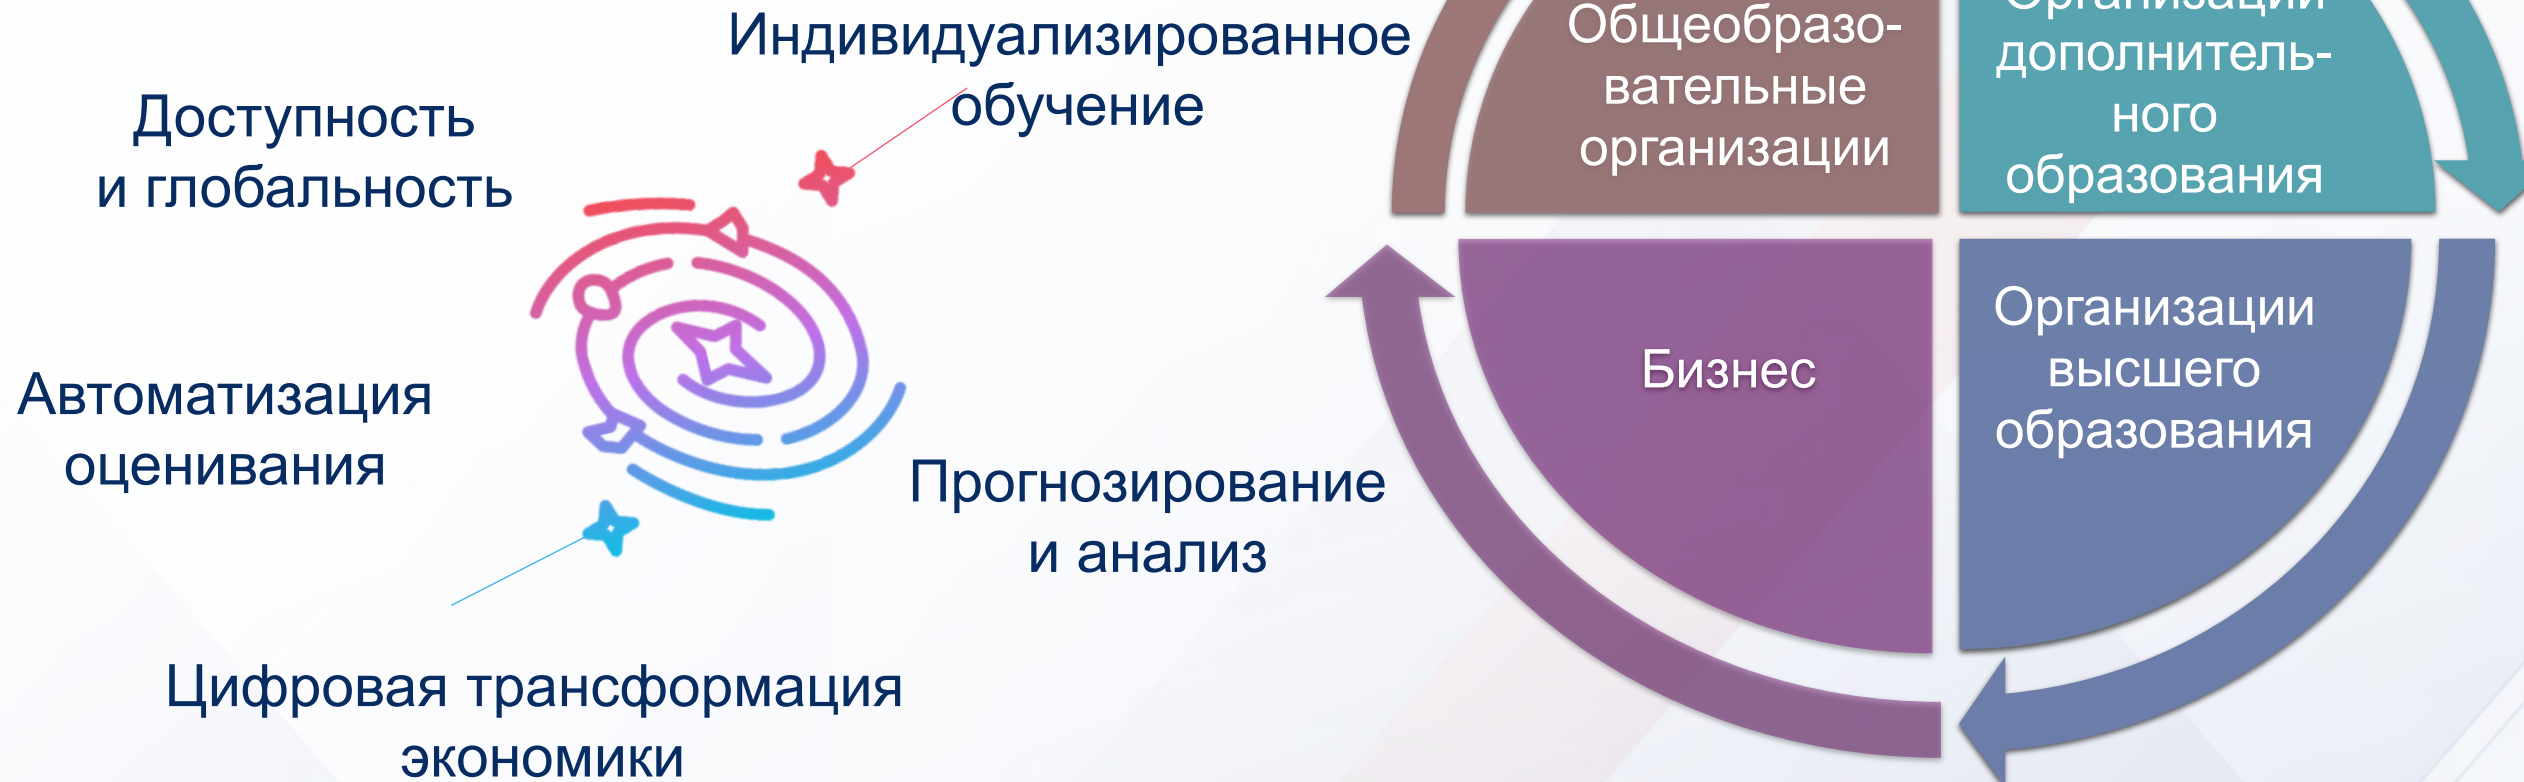 Индивидуализированное
обучение
Доступность
и глобальность
Автоматизация
оценивания
Прогнозирование
и анализ
Цифровая трансформация
экономики
Общеобразо-
вательные
организации
Организации
дополнитель-
ного
образования
Бизнес
Организации
высшего
образования